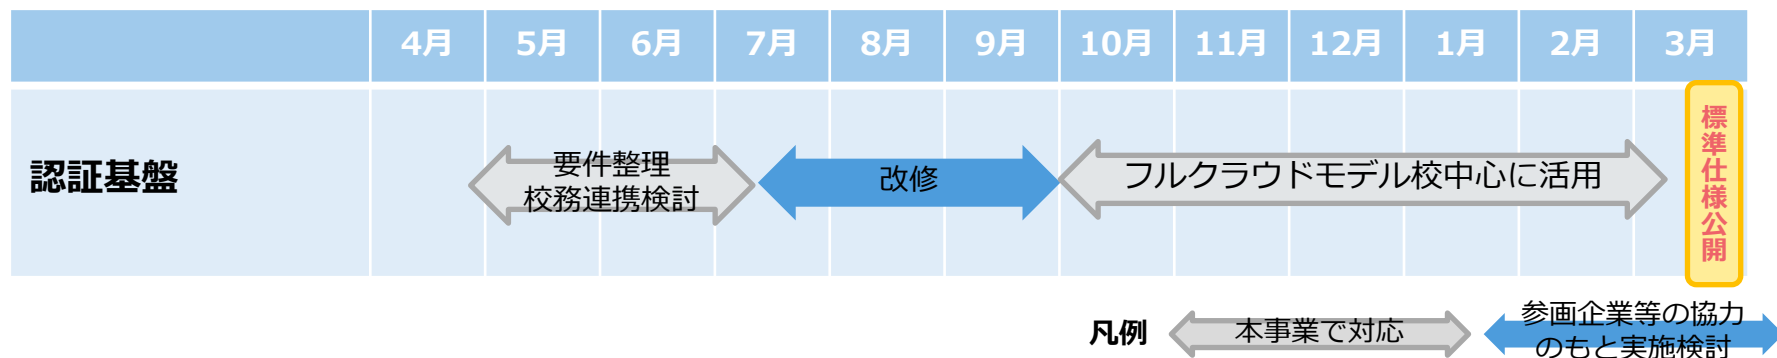 4月 5月 6月 7月 8月 9月 10月 11月 12月 1月 2月 3月
認証基盤
要件整理
校務連携検討
改修
フルクラウドモデル校中心に活用
標準仕様公開
凡例
本事業で対応
参画企業等の協力
のもと実施検討